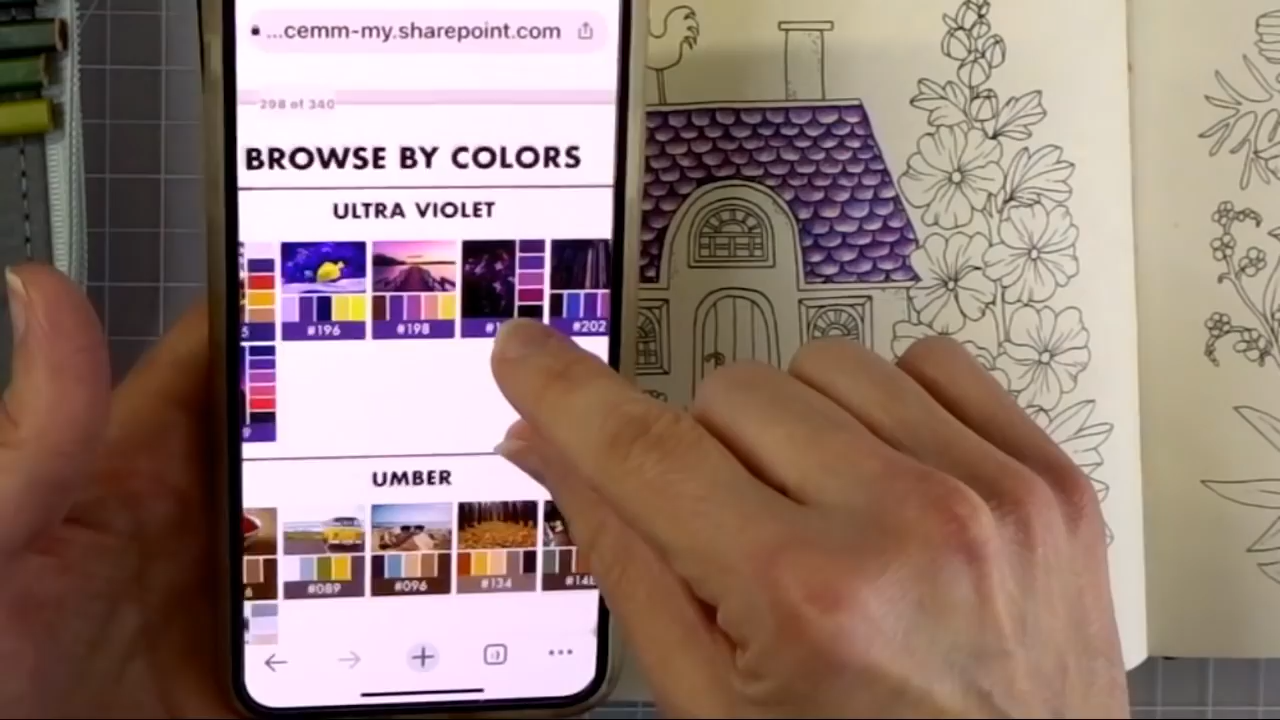 ...cemm-my.sharepoint.com
298 of 340
BROWSE BY COLORS
ULTRA VIOLET
#196 #198 #202
UMBER
#089 #096 #134
:)